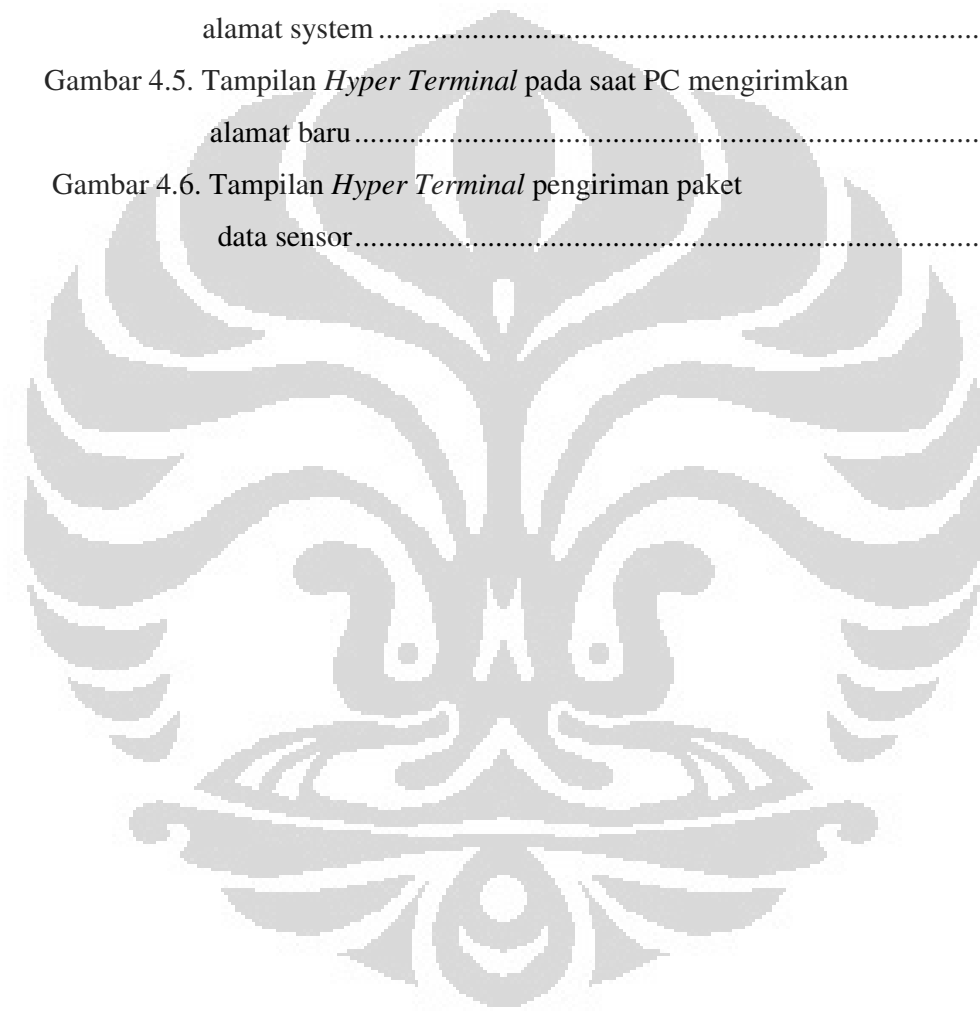 alamat system ..............................................................................
Gambar 4.5. Tampilan Hyper Terminal pada saat PC mengirimkan
alamat baru.................................................................................
Gambar 4.6. Tampilan Hyper Terminal pengiriman paket
data sensor.................................................................................